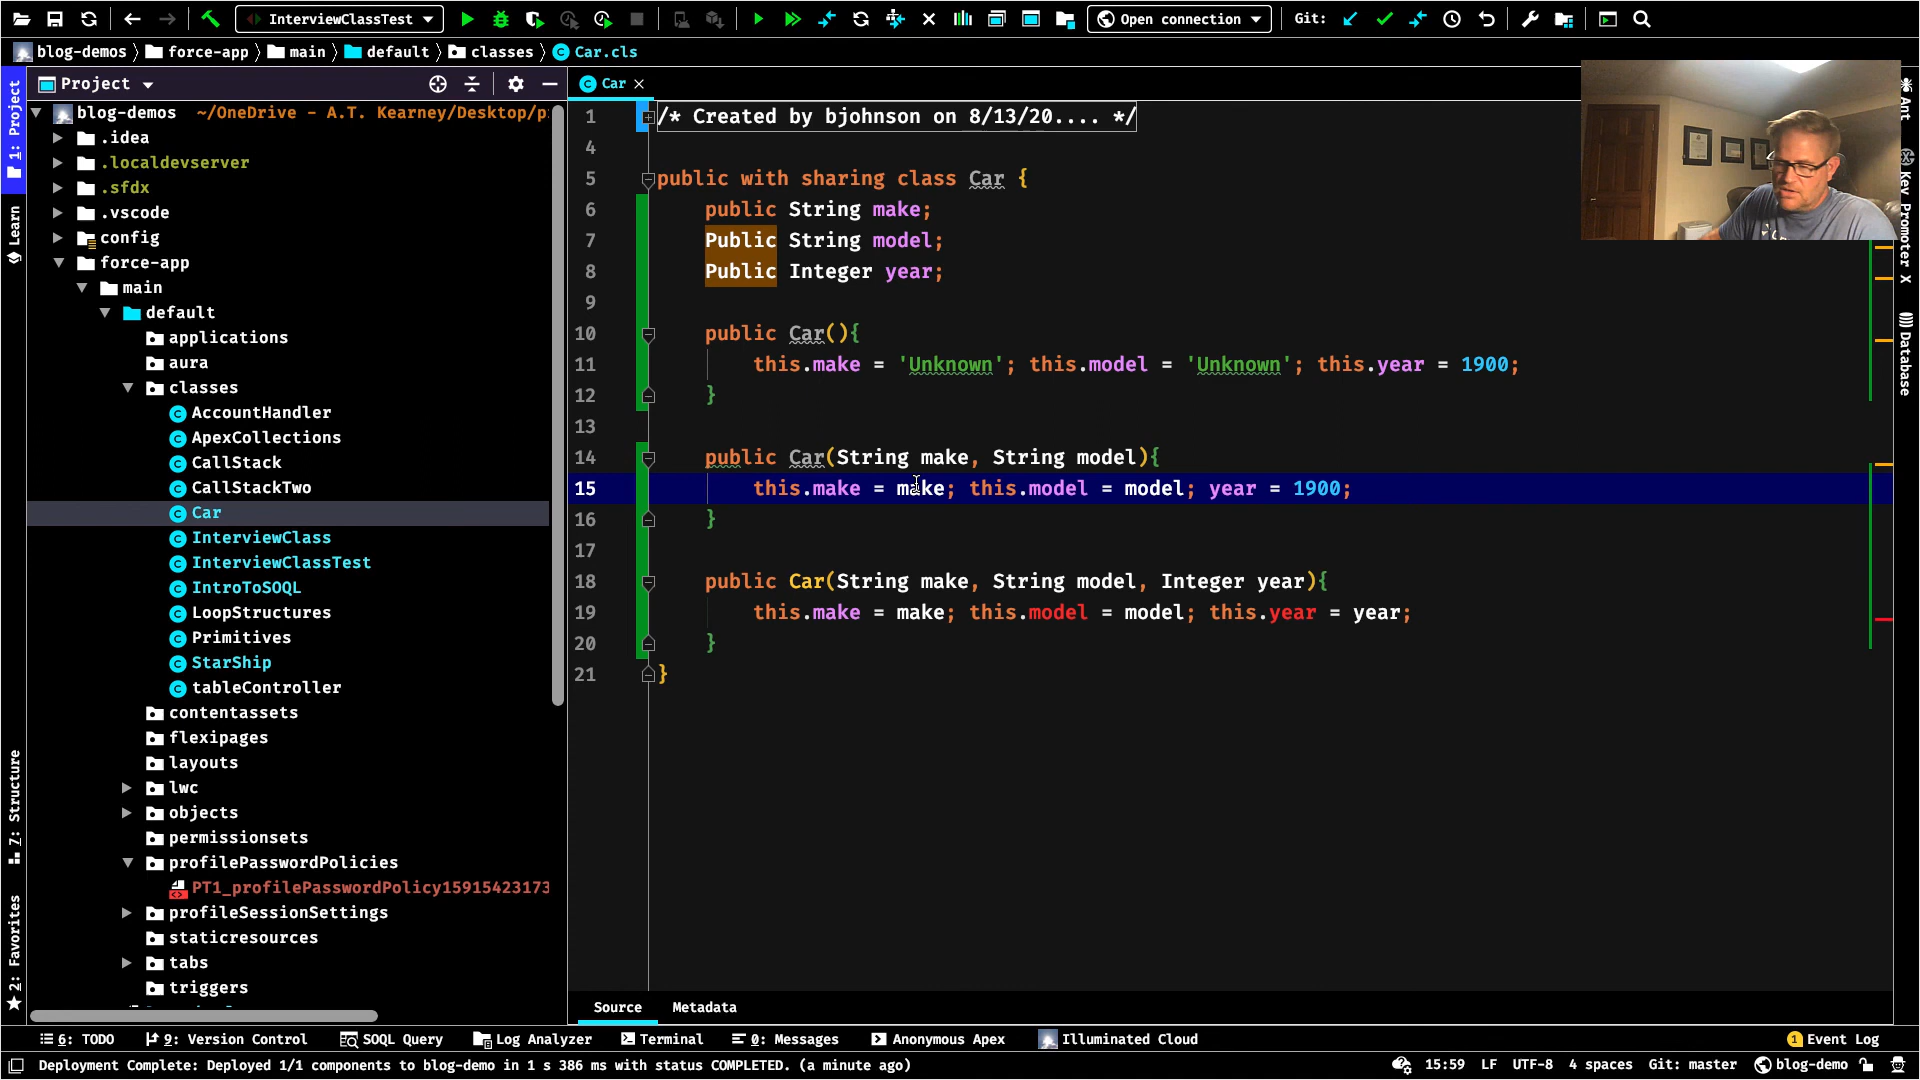 InterviewClassTest
Open connection
Git:
blog-demos
force-app
main
default
classes
Car.cls
Project
1: Project
Learn
7: Structure
2: Favorites
blog-demos ~/OneDrive - A.T. Kearney/Desktop/p
.idea
.localdevserver
.sfdx
.vscode
config
force-app
main
default
applications
aura
classes
AccountHandler
ApexCollections
CallStack
CallStackTwo
Car
InterviewClass
InterviewClassTest
IntroToSOQL
LoopStructures
Primitives
StarShip
tableController
contentassets
flexipages
layouts
lwc
objects
permissionsets
profilePasswordPolicies
PT1_profilePasswordPolicy15915423173
profileSessionSettings
staticresources
tabs
triggers
Car
1 /* Created by bjohnson on 8/13/20.... */
4
5 public with sharing class Car {
6 public String make;
7 Public String model;
8 Public Integer year;
9
10 public Car(){
11 this.make = 'Unknown'; this.model = 'Unknown'; this.year = 1900;
12 }
13
14 public Car(String make, String model){
15 this.make = make; this.model = model; year = 1900;
16 }
17
18 public Car(String make, String model, Integer year){
19 this.make = make; this.model = model; this.year = year;
20 }
21 }
Ant
Key Promoter X
Database
Source
Metadata
6: TODO
9: Version Control
SOQL Query
Log Analyzer
Terminal
0: Messages
Anonymous Apex
Illuminated Cloud
1 Event Log
Deployment Complete: Deployed 1/1 components to blog-demo in 1 s 386 ms with status COMPLETED. (a minute ago)
15:59
LF
UTF-8
4 spaces
Git: master
blog-demo